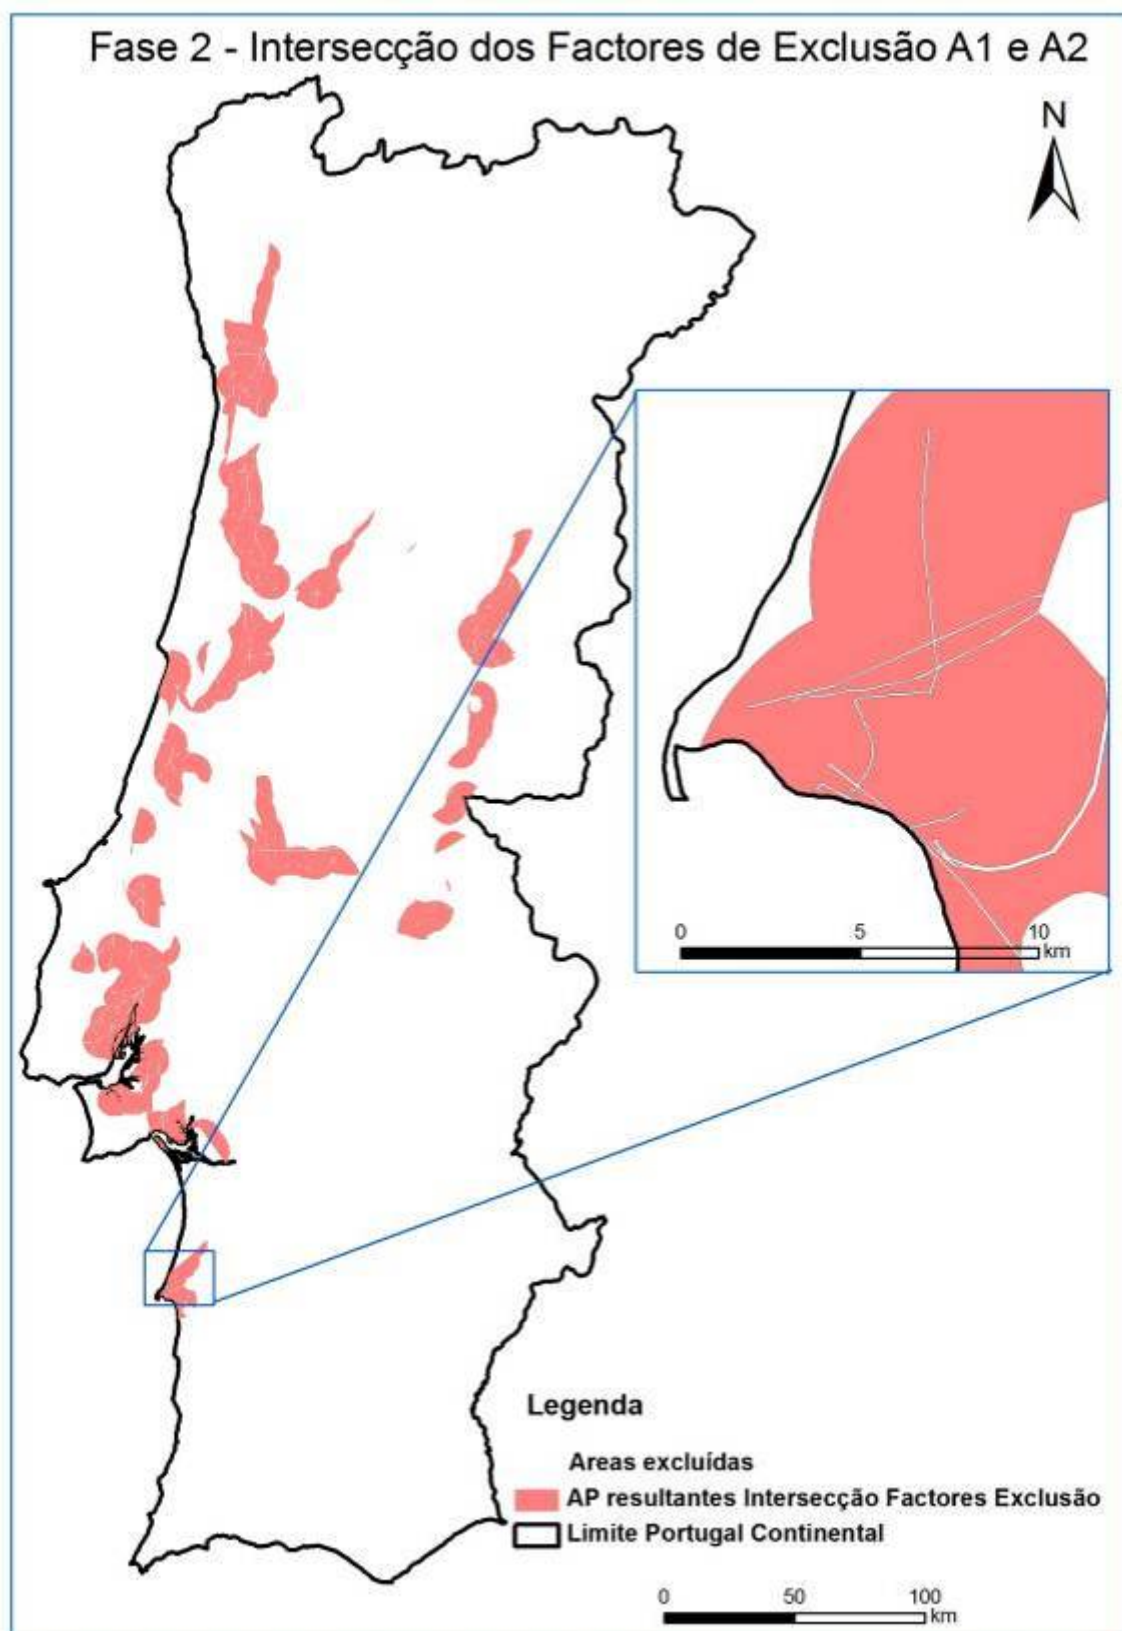 Fase 2 - Intersecção dos Factores de Exclusão A1 e A2
N
0 5 10
km
Legenda
Areas excluídas
AP resultantes Intersecção Factores Exclusão
Limite Portugal Continental
0 50 100
km